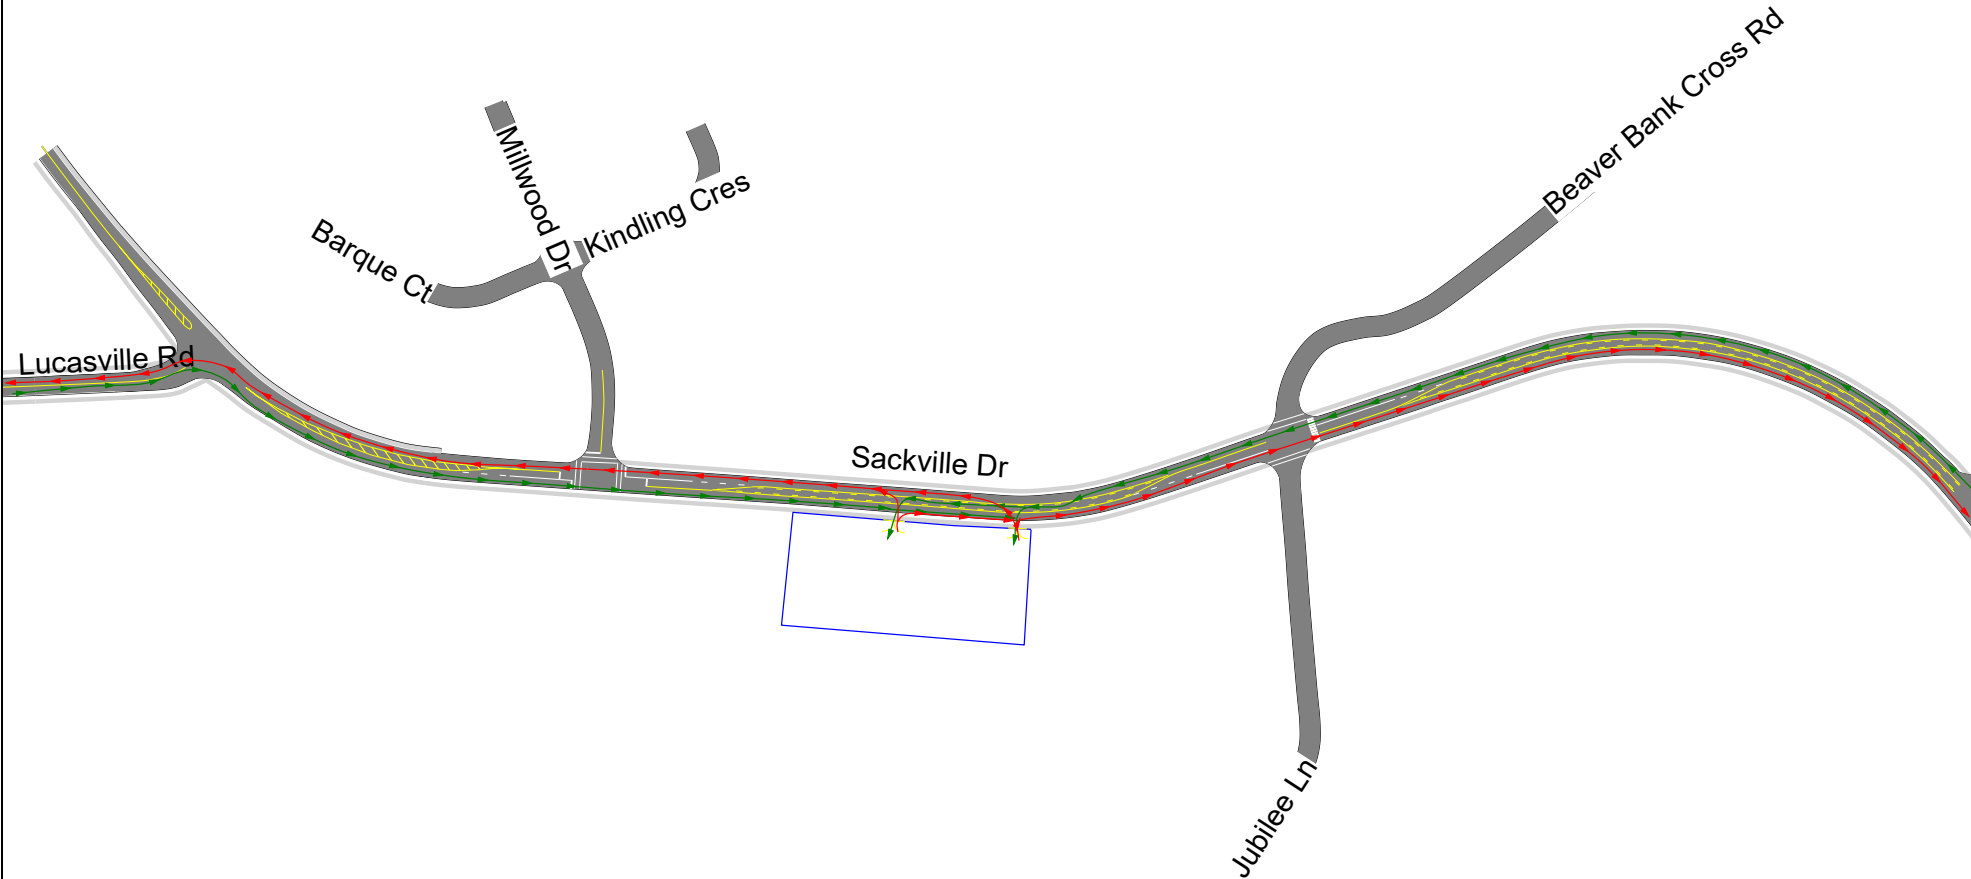 Beaver Bank Cross Rd
Millwood Dr
Kindling Cres
Barque Ct
Lucasville Rd
Sackville Dr
Jubilee Ln